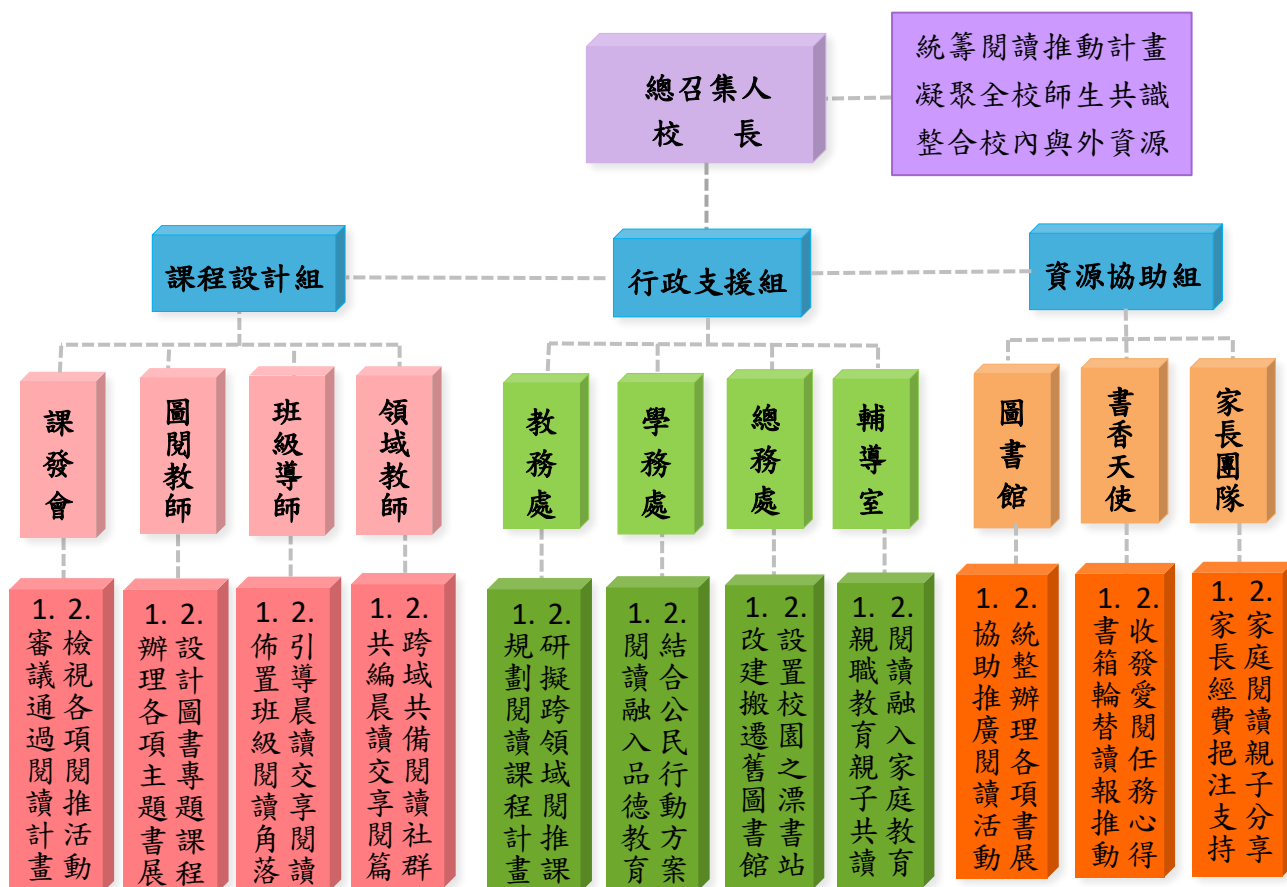 總召集人
校 長
統籌閱讀推動計畫
凝聚全校師生共識
整合校內與外資源
課程設計組
行政支援組
資源協助組
課發會
圖閱教師
班級導師
領域教師
教務處
學務處
總務處
輔導室
圖書館
書香天使
家長團隊
1.審議通過閱讀計畫
2.檢視各項閱推活動
1.辦理各項主題書展
2.設計圖書專題課程
1.佈置班級閱讀角落
2.引導晨讀交享閱讀
1.共編晨讀交享閱篇
2.跨域共備閱讀社群
1.規劃閱讀課程計畫
2.研擬跨領域閱推課
1.閱讀融入品德教育
2.結合公民行動方案
1.改建搬遷舊圖書館
2.設置校園之漂書站
1.親職教育親子共讀
2.閱讀融入家庭教育
1.協助推廣閱讀活動
2.統整辦理各項書展
1.書箱輪替讀報推動
2.收發愛閱任務心得
1.家長經費挹注支持
2.家庭閱讀親子分享